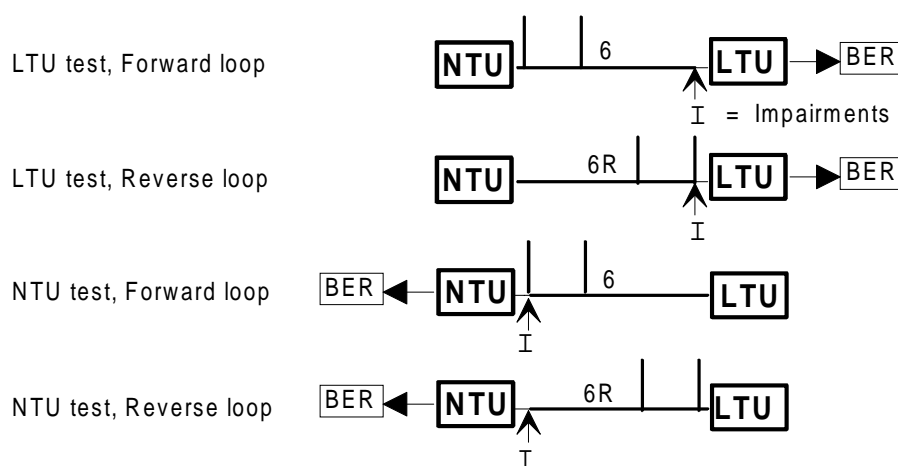 LTU test, Forward loop NTU 6 LTU BER
I = Impairments
LTU test, Reverse loop NTU 6R LTU BER
I
NTU test, Forward loop BER NTU 6 LTU
I
NTU test, Reverse loop BER NTU 6R LTU
I